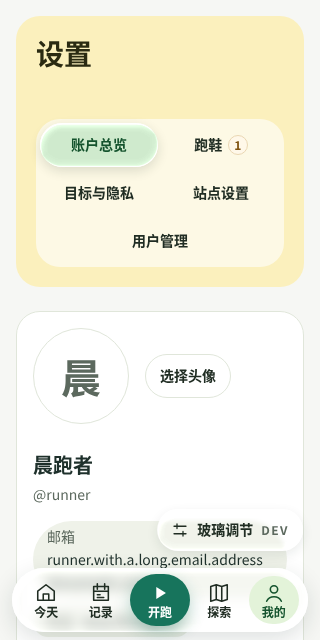 设置
账户总览
跑鞋 1
目标与隐私
站点设置
用户管理
晨
选择头像
晨跑者
@runner
玻璃调节 DEV
邮箱
runner.with.a.long.email.address
今天
记录
开跑
探索
我的